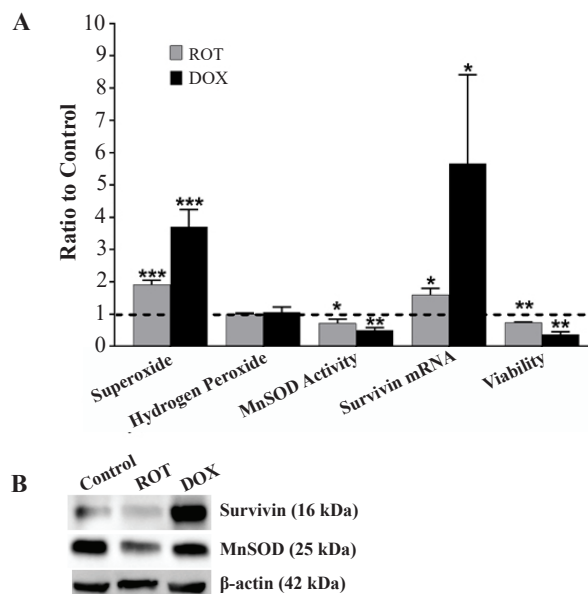 A
10
9
8
7
6
5
4
3
2
1
0
Ratio to Control
ROT
DOX
***
***
*
**
*
*
**
**
Superoxide
Hydrogen Peroxide
MnSOD Activity
Survivin mRNA
Viability
B
Control ROT DOX
Survivin (16 kDa)
MnSOD (25 kDa)
β-actin (42 kDa)